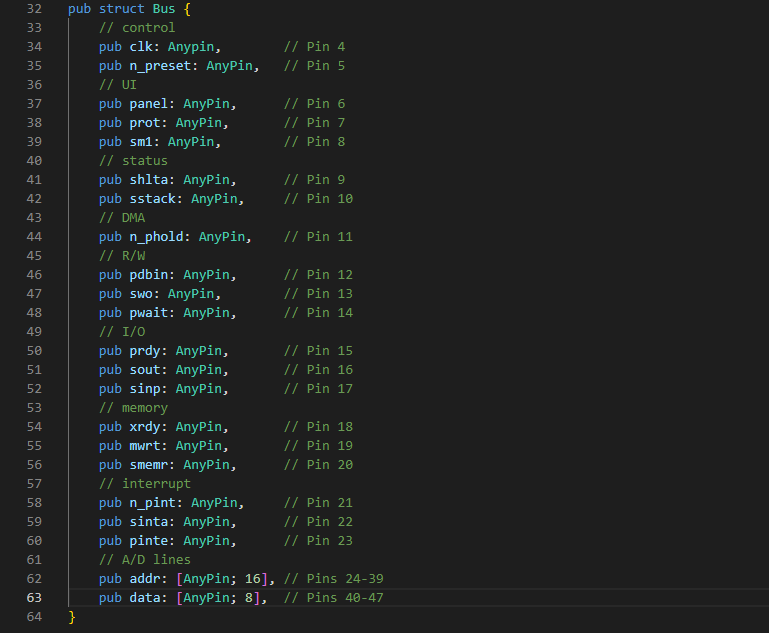 32 pub struct Bus {
33 // control
34 pub clk: Anypin, // Pin 4
35 pub n_preset: AnyPin, // Pin 5
36 // UI
37 pub panel: AnyPin, // Pin 6
38 pub prot: AnyPin, // Pin 7
39 pub sm1: AnyPin, // Pin 8
40 // status
41 pub shlta: AnyPin, // Pin 9
42 pub sstack: AnyPin, // Pin 10
43 // DMA
44 pub n_phold: AnyPin, // Pin 11
45 // R/W
46 pub pdbin: AnyPin, // Pin 12
47 pub swo: AnyPin, // Pin 13
48 pub pwait: AnyPin, // Pin 14
49 // I/O
50 pub prdy: AnyPin, // Pin 15
51 pub sout: AnyPin, // Pin 16
52 pub sinp: AnyPin, // Pin 17
53 // memory
54 pub xrdy: AnyPin, // Pin 18
55 pub mwrt: AnyPin, // Pin 19
56 pub smemr: AnyPin, // Pin 20
57 // interrupt
58 pub n_pint: AnyPin, // Pin 21
59 pub sinta: AnyPin, // Pin 22
60 pub pinte: AnyPin, // Pin 23
61 // A/D lines
62 pub addr: [AnyPin; 16], // Pins 24-39
63 pub data: [AnyPin; 8], // Pins 40-47
64 }